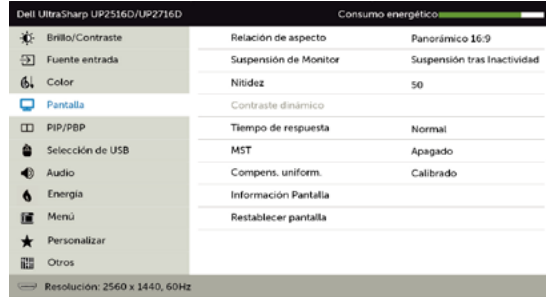 Dell UltraSharp UP2516D/UP2716D Consumo energético
Brillo/Contraste Relación de aspecto Panorámico 16:9
Fuente entrada Suspensión de Monitor Suspensión tras Inactividad
Color Nitidez 50
Pantalla Contraste dinámico
PIP/PBP Tiempo de respuesta Normal
Selección de USB MST Apagado
Audio Compens. uniform. Calibrado
Energía Información Pantalla
Menú Restablecer pantalla
Personalizar
Otros
Resolución: 2560 x 1440, 60Hz